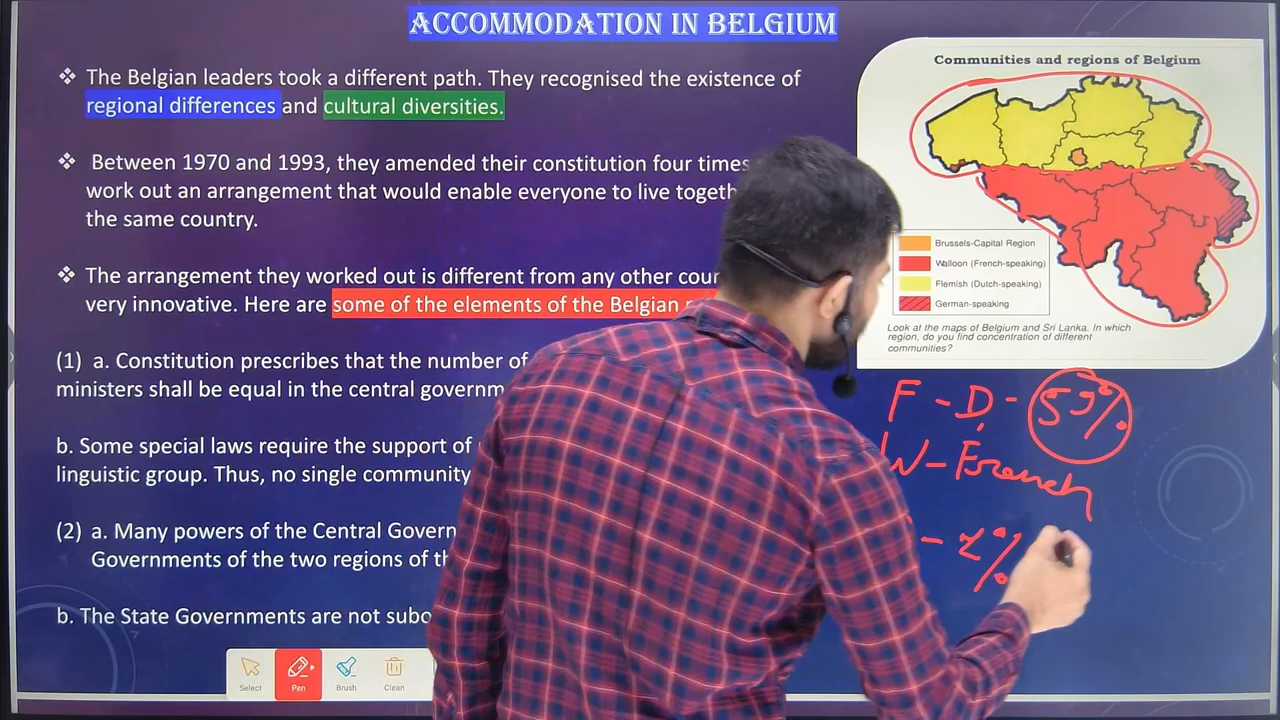 ACCOMMODATION IN BELGIUM
❖ The Belgian leaders took a different path. They recognised the existence of
regional differences and cultural diversities.
❖ Between 1970 and 1993, they amended their constitution four times
work out an arrangement that would enable everyone to live togeth
the same country.
❖ The arrangement they worked out is different from any other cou
very innovative. Here are some of the elements of the Belgian
(1) a. Constitution prescribes that the number of
ministers shall be equal in the central governm
b. Some special laws require the support of
linguistic group. Thus, no single community
(2) a. Many powers of the Central Govern
Governments of the two regions of th
b. The State Governments are not subo
Select
Pen
Brush
Clean
Communities and regions of Belgium
Brussels-Capital Region
Walloon (French-speaking)
Flemish (Dutch-speaking)
German-speaking
Look at the maps of Belgium and Sri Lanka. In which
region, do you find concentration of different
communities?
F - D - 59%
W - French